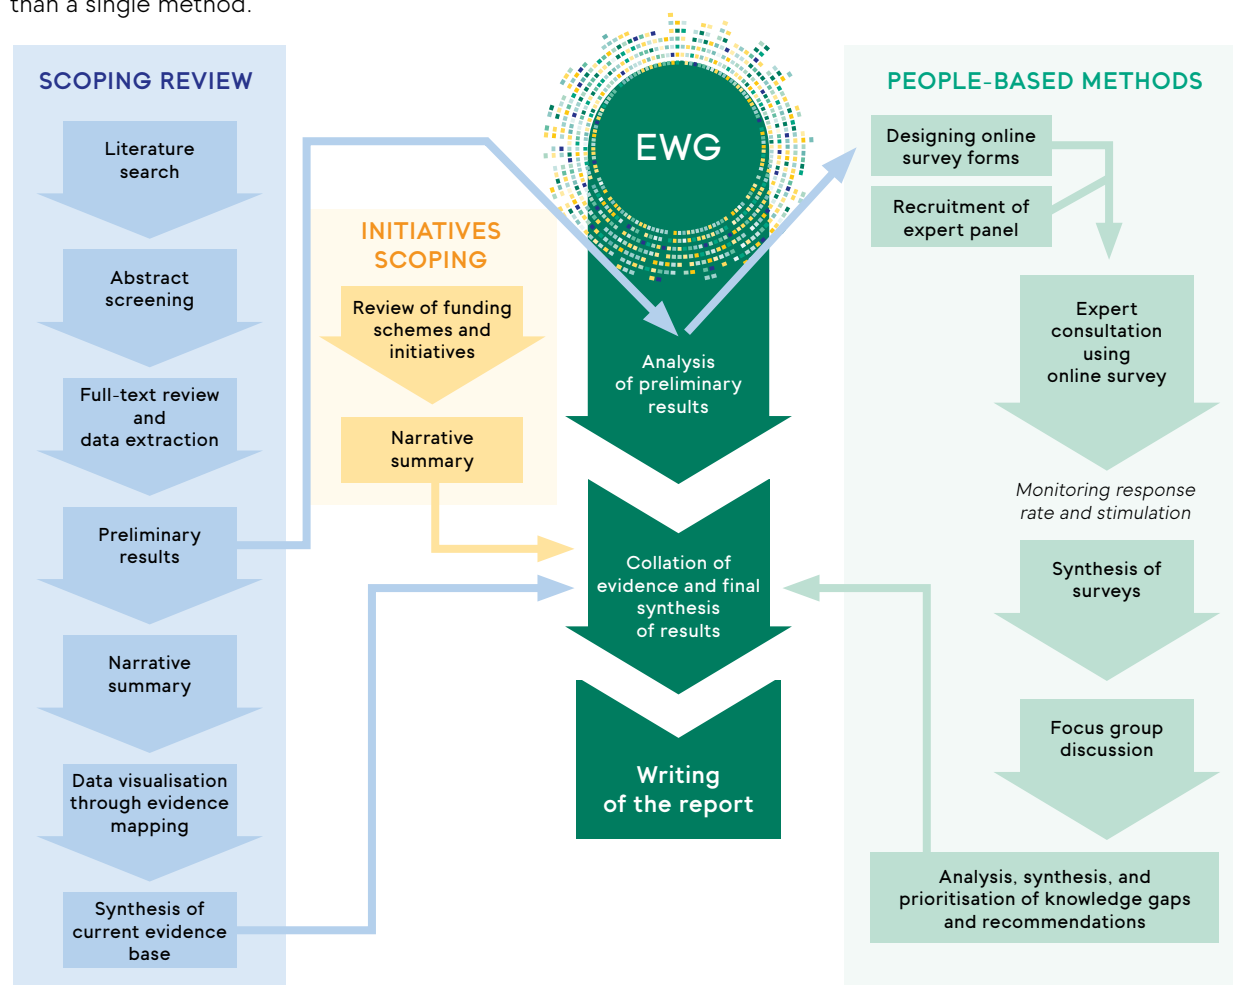 than a single method.
SCOPING REVIEW
Literature
search
Abstract
screening
Full-text review
and
data extraction
Preliminary
results
Narrative
summary
Data visualisation
through evidence
mapping
Synthesis of
current evidence
base
INITIATIVES
SCOPING
Review of funding
schemes and
initiatives
Narrative
summary
EWG
Analysis
of preliminary
results
Collation of
evidence and final
synthesis
of results
Writing
of the report
PEOPLE-BASED METHODS
Designing online
survey forms
Recruitment of
expert panel
Expert
consultation
using
online survey
Monitoring response
rate and stimulation
Synthesis of
surveys
Focus group
discussion
Analysis, synthesis, and
prioritisation of knowledge gaps
and recommendations